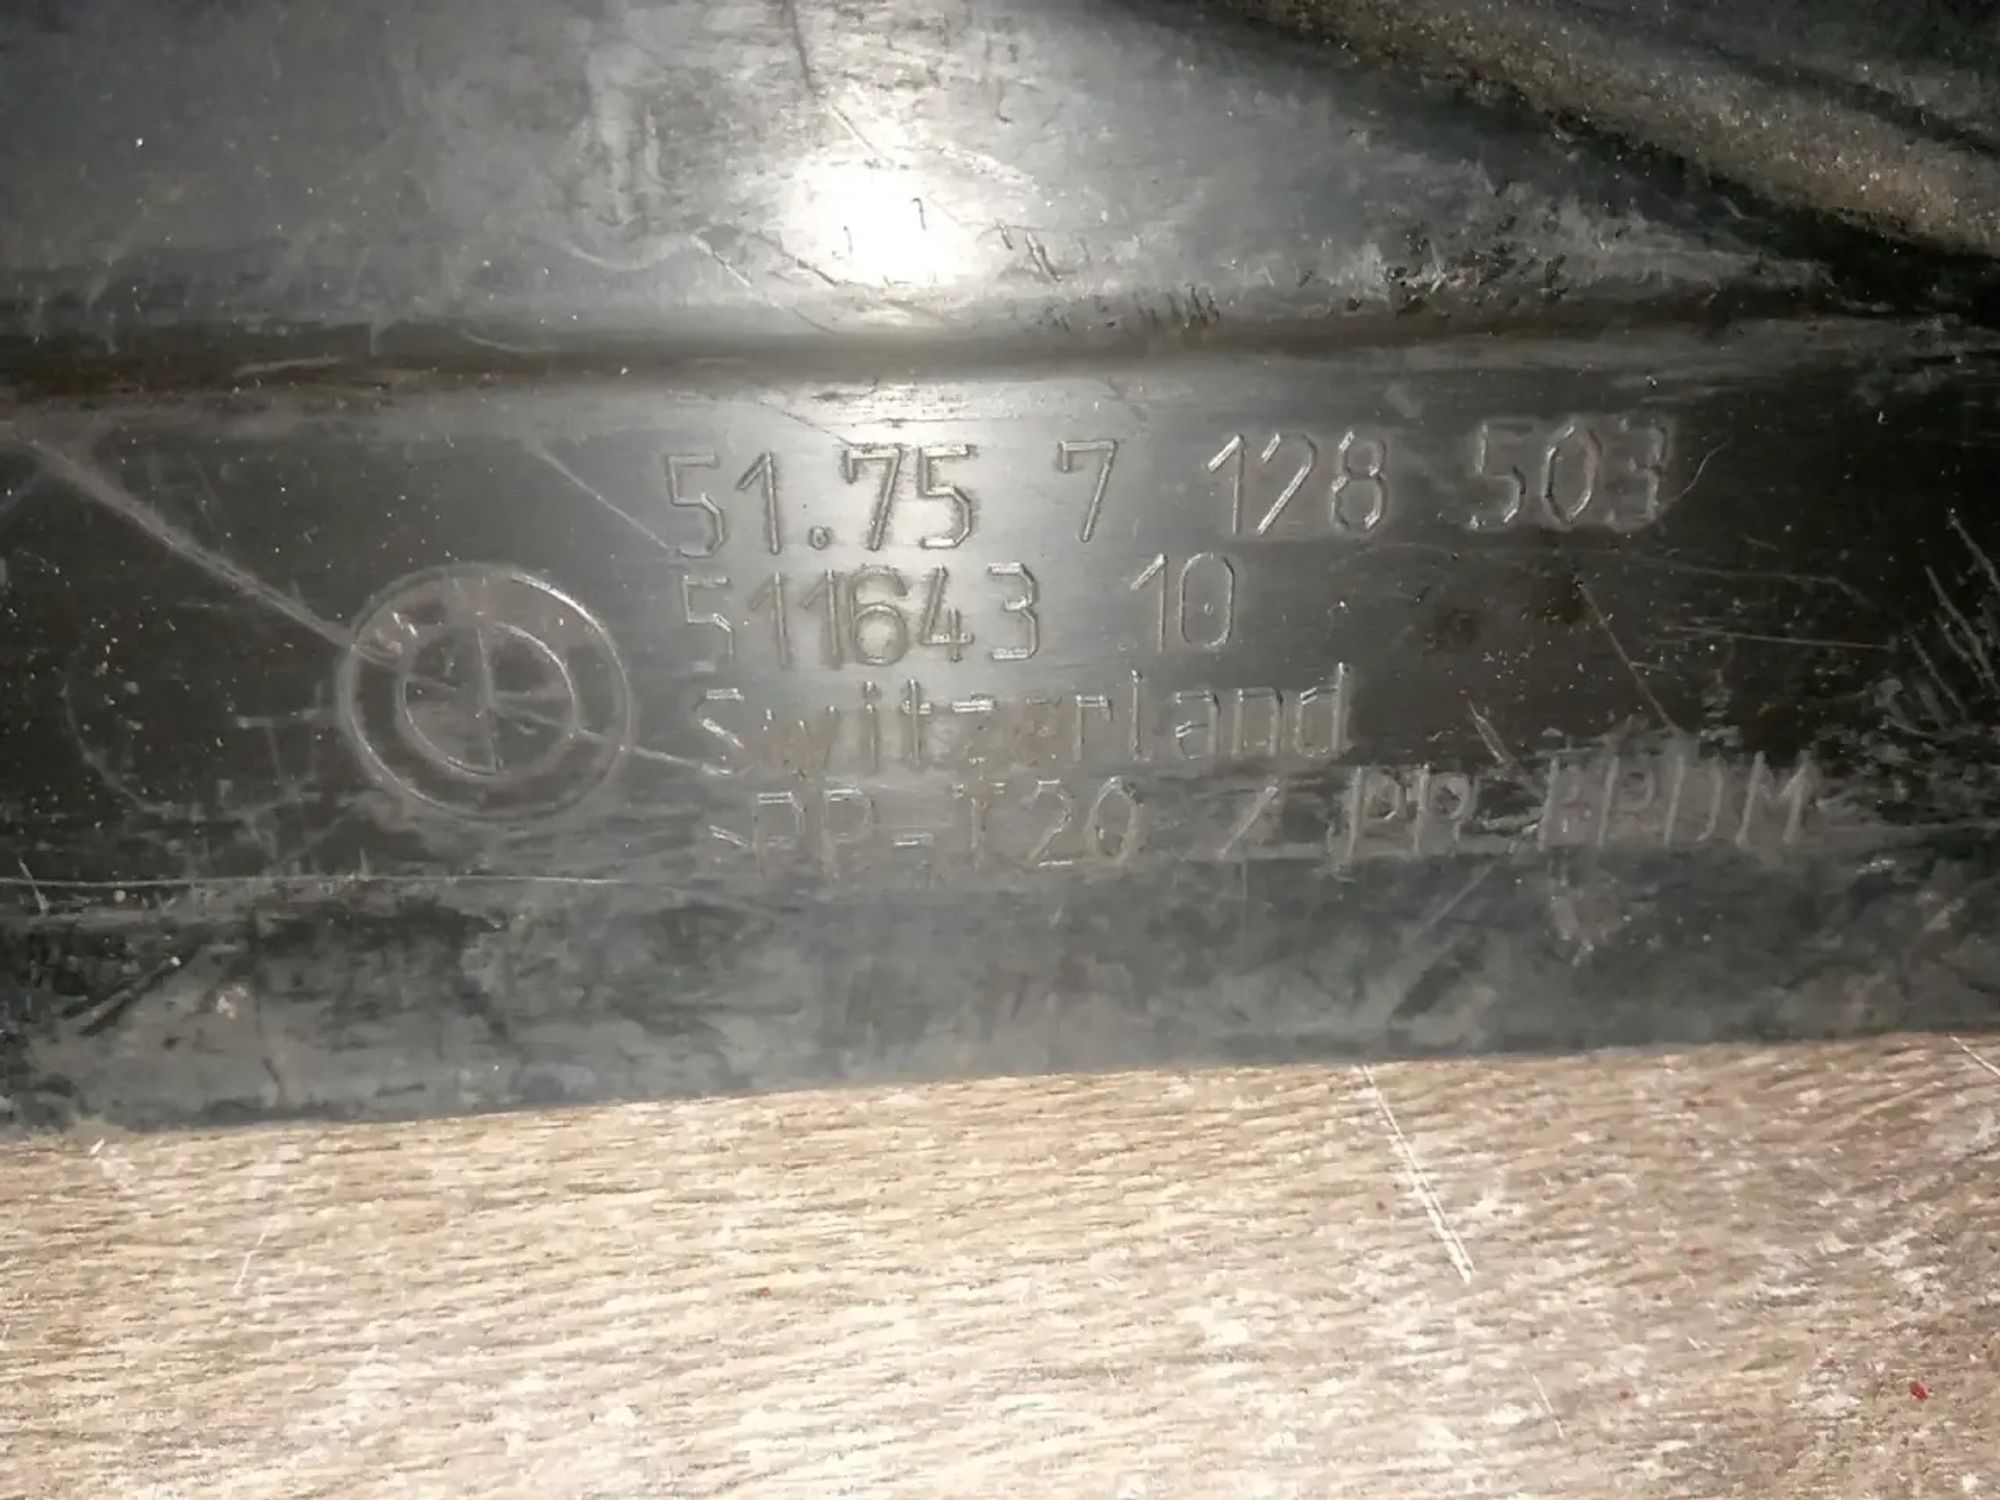 51.75 7 128 503
511643 10
Switzerland
>PP-T20 / PP EPDM